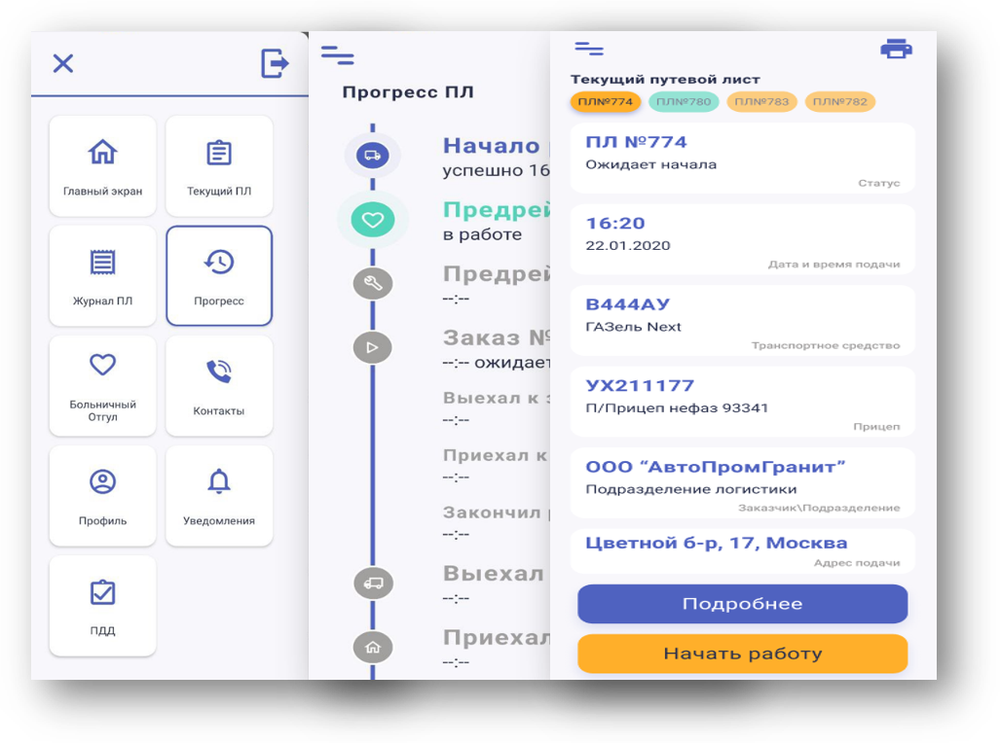 Главный экран
Текущий ПЛ
Журнал ПЛ
Прогресс
Больничный
Отгул
Контакты
Профиль
Уведомления
ПДД
Прогресс ПЛ
Начало
успешно 16
Предрей
в работе
Предрей
--:--
Заказ №
--:-- ожидает
Выехал к
--:--
Приехал к
--:--
Закончил
--:--
Выехал
--:--
Приехал
--:--
Текущий путевой лист
ПЛ№774
ПЛ№780
ПЛ№783
ПЛ№782
ПЛ №774
Ожидает начала
Статус
16:20
22.01.2020
Дата и время подачи
В444АУ
ГАЗель Next
Транспортное средство
УХ211177
П/Прицеп нефаз 93341
Прицеп
ООО “АвтоПромГранит”
Подразделение логистики
Заказчик\Подразделение
Цветной б-р, 17, Москва
Адрес подачи
Подробнее
Начать работу